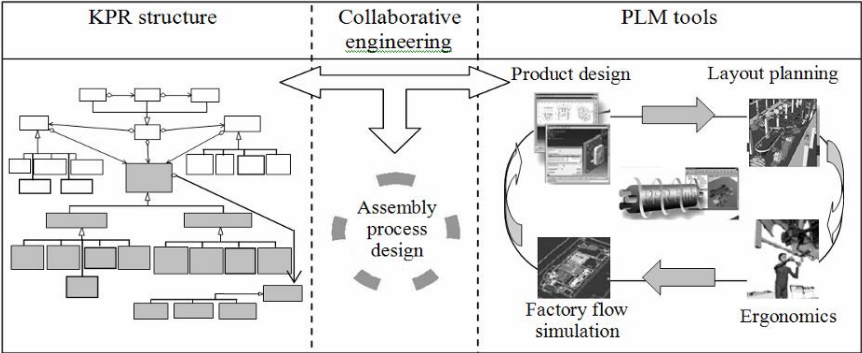 KPR structure
Collaborative
engineering
PLM tools
Product design
Layout planning
Assembly
process
design
Factory flow
simulation
Ergonomics